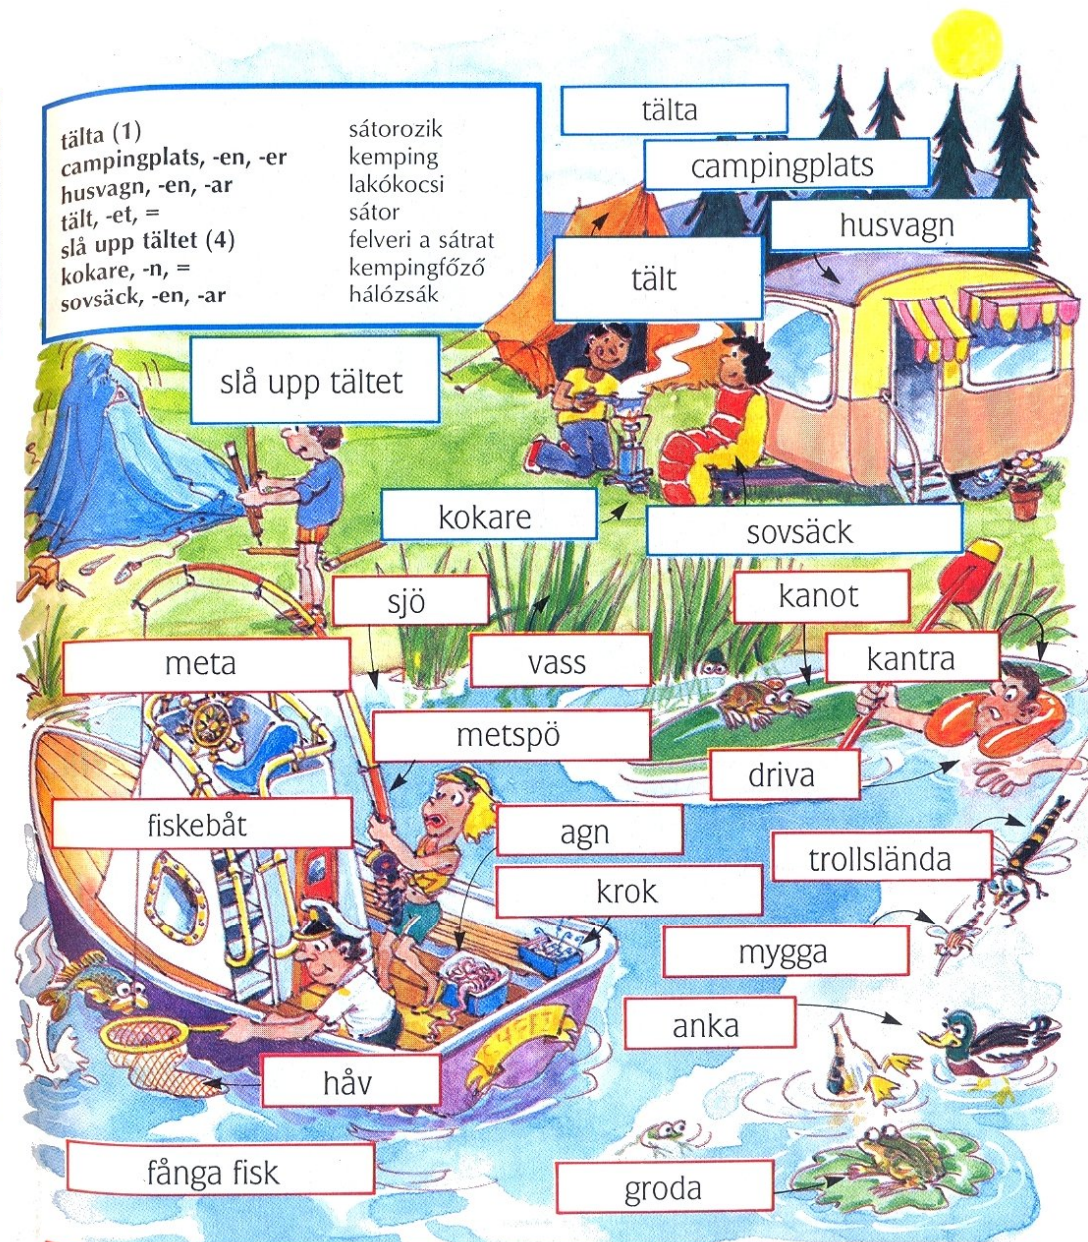 tälta (1) sátorozik
campingplats, -en, -er kemping
husvagn, -en, -ar lakókocsi
tält, -et, = sátor
slå upp tältet (4) felveri a sátrat
kokare, -n, = kempingfőző
sovsäck, -en, -ar hálózsák
tälta
campingplats
husvagn
tält
slå upp tältet
kokare
sovsäck
sjö
kanot
meta
vass
kantra
metspö
driva
fiskebåt
agn
trollslända
krok
mygga
anka
håv
fånga fisk
groda